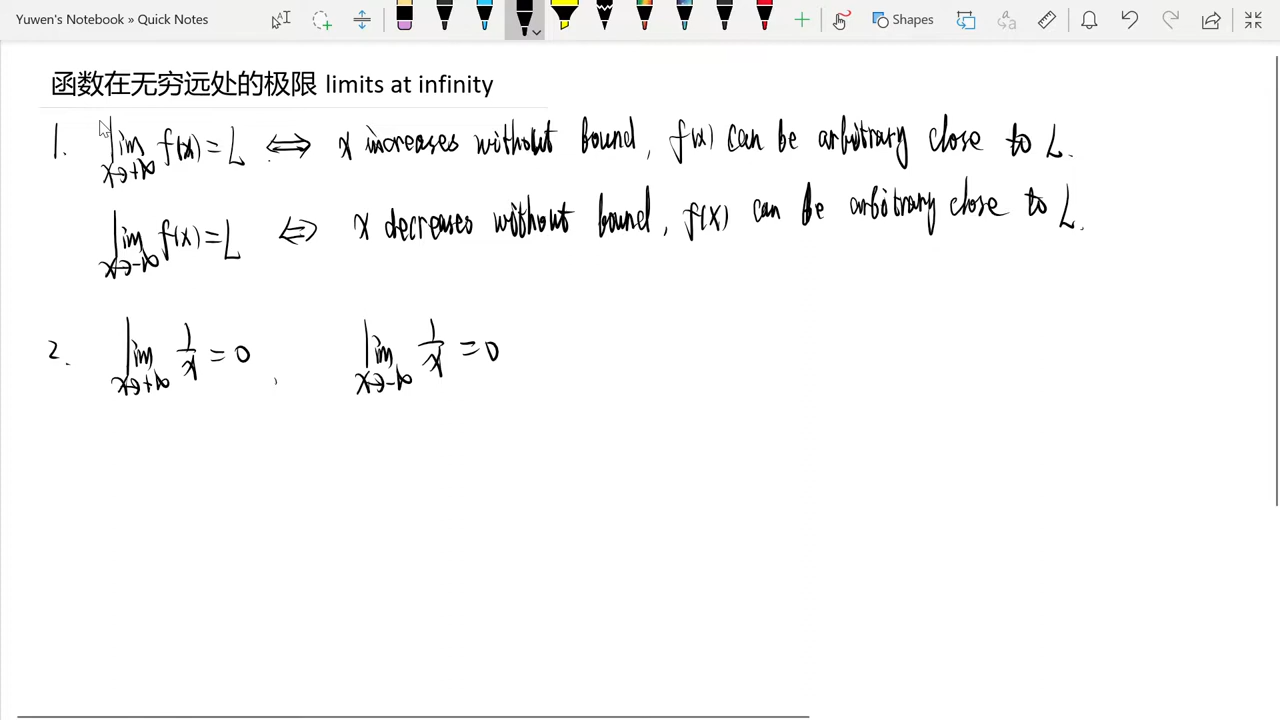 Yuwen's Notebook » Quick Notes
Shapes
函数在无穷远处的极限 limits at infinity
1. lim x→+∞ f(x) = L ⟺ x increases without bound, f(x) can be arbitrary close to L.
lim x→-∞ f(x) = L ⟺ x decreases without bound, f(x) can be arbitrary close to L.
2. lim x→+∞ 1/x = 0, lim x→-∞ 1/x = 0